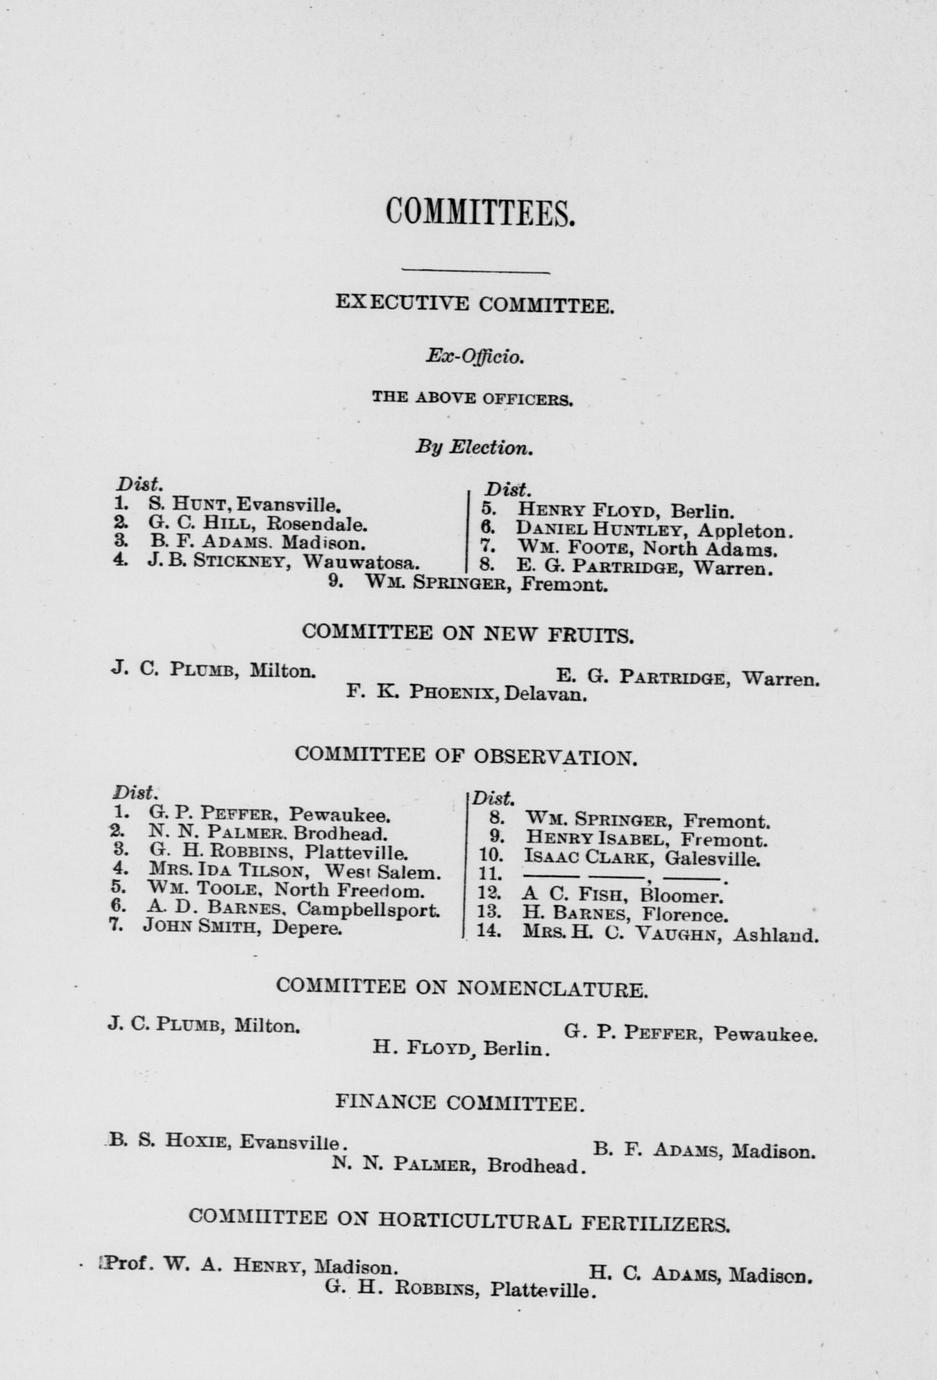 COMMITTEES.
EXECUTIVE COMMITTEE.
Ex-Officio.
THE ABOVE OFFICERS.
By Election.
Dist.
1. S. HUNT, Evansville.
2. G. C. HILL, Rosendale.
3. B. F. ADAMS. Madison.
4. J. B. STICKNEY, Wauwatosa.
Dist.
5. HENRY FLOYD, Berlin.
6. DANIEL HUNTLEY, Appleton.
7. WM. FOOTE, North Adams.
8. E. G. PARTRIDGE, Warren.
9. WM. SPRINGER, Fremont.
COMMITTEE ON NEW FRUITS.
J. C. PLUMB, Milton.
E. G. PARTRIDGE, Warren.
F. K. PHOENIX, Delavan.
COMMITTEE OF OBSERVATION.
Dist.
1. G. P. PEFFER, Pewaukee.
2. N. N. PALMER. Brodhead.
3. G. H. ROBBINS, Platteville.
4. MRS. IDA TILSON, West Salem.
5. WM. TOOLE, North Freedom.
6. A. D. BARNES, Campbellsport.
7. JOHN SMITH, Depere.
Dist.
8. WM. SPRINGER, Fremont.
9. HENRY ISABEL, Fremont.
10. ISAAC CLARK, Galesville.
11. —— ——, ——.
12. A C. FISH, Bloomer.
13. H. BARNES, Florence.
14. MRS. H. C. VAUGHN, Ashland.
COMMITTEE ON NOMENCLATURE.
J. C. PLUMB, Milton.
G. P. PEFFER, Pewaukee.
H. FLOYD, Berlin.
FINANCE COMMITTEE.
B. S. HOXIE, Evansville.
B. F. ADAMS, Madison.
N. N. PALMER, Brodhead.
COMMIITTEE ON HORTICULTURAL FERTILIZERS.
Prof. W. A. HENRY, Madison.
H. C. ADAMS, Madison.
G. H. ROBBINS, Platteville.